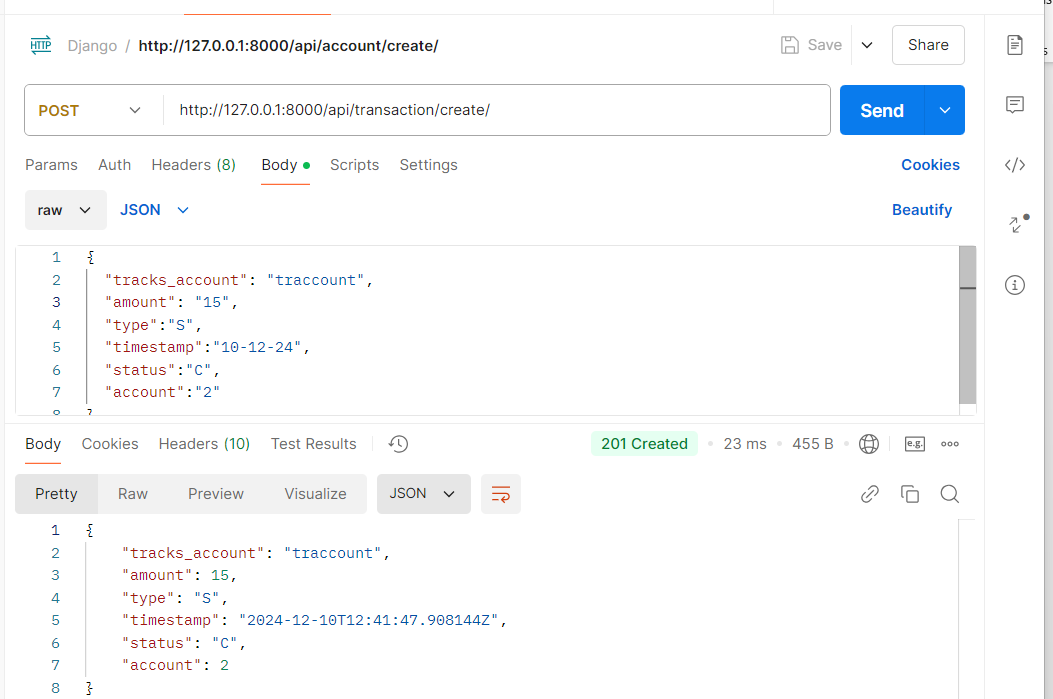 HTTP Django / http://127.0.0.1:8000/api/account/create/ Save Share
POST http://127.0.0.1:8000/api/transaction/create/ Send
Params Auth Headers (8) Body Scripts Settings Cookies
raw JSON Beautify
1 {
2 "tracks_account": "traccount",
3 "amount": "15",
4 "type":"S",
5 "timestamp":"10-12-24",
6 "status":"C",
7 "account":"2"
8 }
Body Cookies Headers (10) Test Results 201 Created 23 ms 455 B e.g.
Pretty Raw Preview Visualize JSON
1 {
2 "tracks_account": "traccount",
3 "amount": 15,
4 "type": "S",
5 "timestamp": "2024-12-10T12:41:47.908144Z",
6 "status": "C",
7 "account": 2
8 }